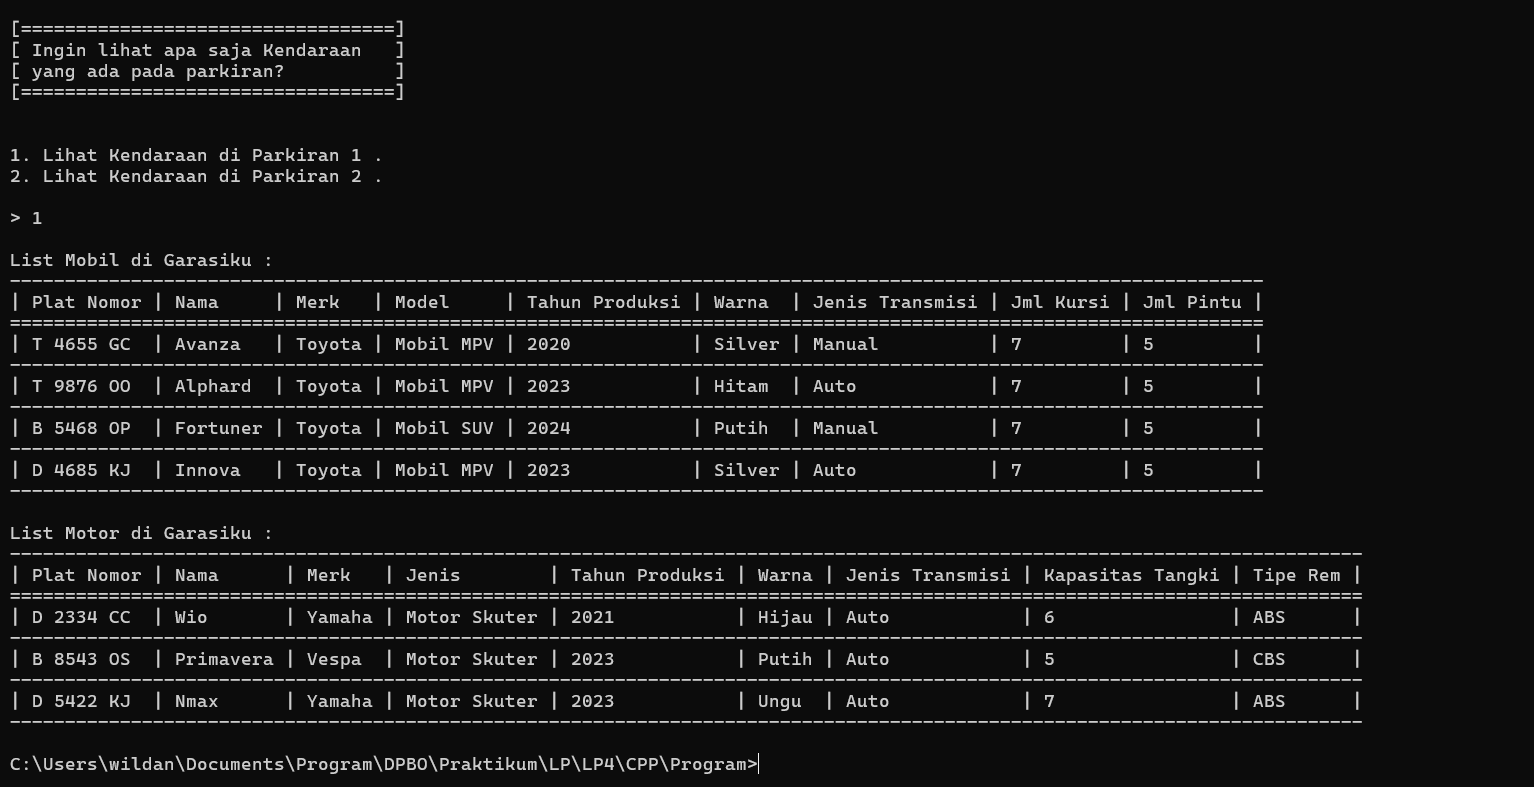 [==================================]
[ Ingin lihat apa saja Kendaraan   ]
[ yang ada pada parkiran?          ]
[==================================]
1. Lihat Kendaraan di Parkiran 1 .
2. Lihat Kendaraan di Parkiran 2 .
> 1
List Mobil di Garasiku :
------------------------------------------------------------------------------------------------------------------
| Plat Nomor | Nama     | Merk   | Model     | Tahun Produksi | Warna  | Jenis Transmisi | Jml Kursi | Jml Pintu |
==================================================================================================================
| T 4655 GC  | Avanza   | Toyota | Mobil MPV | 2020           | Silver | Manual          | 7         | 5         |
------------------------------------------------------------------------------------------------------------------
| T 9876 OO  | Alphard  | Toyota | Mobil MPV | 2023           | Hitam  | Auto            | 7         | 5         |
------------------------------------------------------------------------------------------------------------------
| B 5468 OP  | Fortuner | Toyota | Mobil SUV | 2024           | Putih  | Manual          | 7         | 5         |
------------------------------------------------------------------------------------------------------------------
| D 4685 KJ  | Innova   | Toyota | Mobil MPV | 2023           | Silver | Auto            | 7         | 5         |
------------------------------------------------------------------------------------------------------------------
List Motor di Garasiku :
---------------------------------------------------------------------------------------------------------------------------
| Plat Nomor | Nama      | Merk   | Jenis        | Tahun Produksi | Warna | Jenis Transmisi | Kapasitas Tangki | Tipe Rem |
===========================================================================================================================
| D 2334 CC  | Wio       | Yamaha | Motor Skuter | 2021           | Hijau | Auto            | 6                | ABS      |
---------------------------------------------------------------------------------------------------------------------------
| B 8543 OS  | Primavera | Vespa  | Motor Skuter | 2023           | Putih | Auto            | 5                | CBS      |
---------------------------------------------------------------------------------------------------------------------------
| D 5422 KJ  | Nmax      | Yamaha | Motor Skuter | 2023           | Ungu  | Auto            | 7                | ABS      |
---------------------------------------------------------------------------------------------------------------------------
C:\Users\wildan\Documents\Program\DPBO\Praktikum\LP\LP4\CPP\Program>